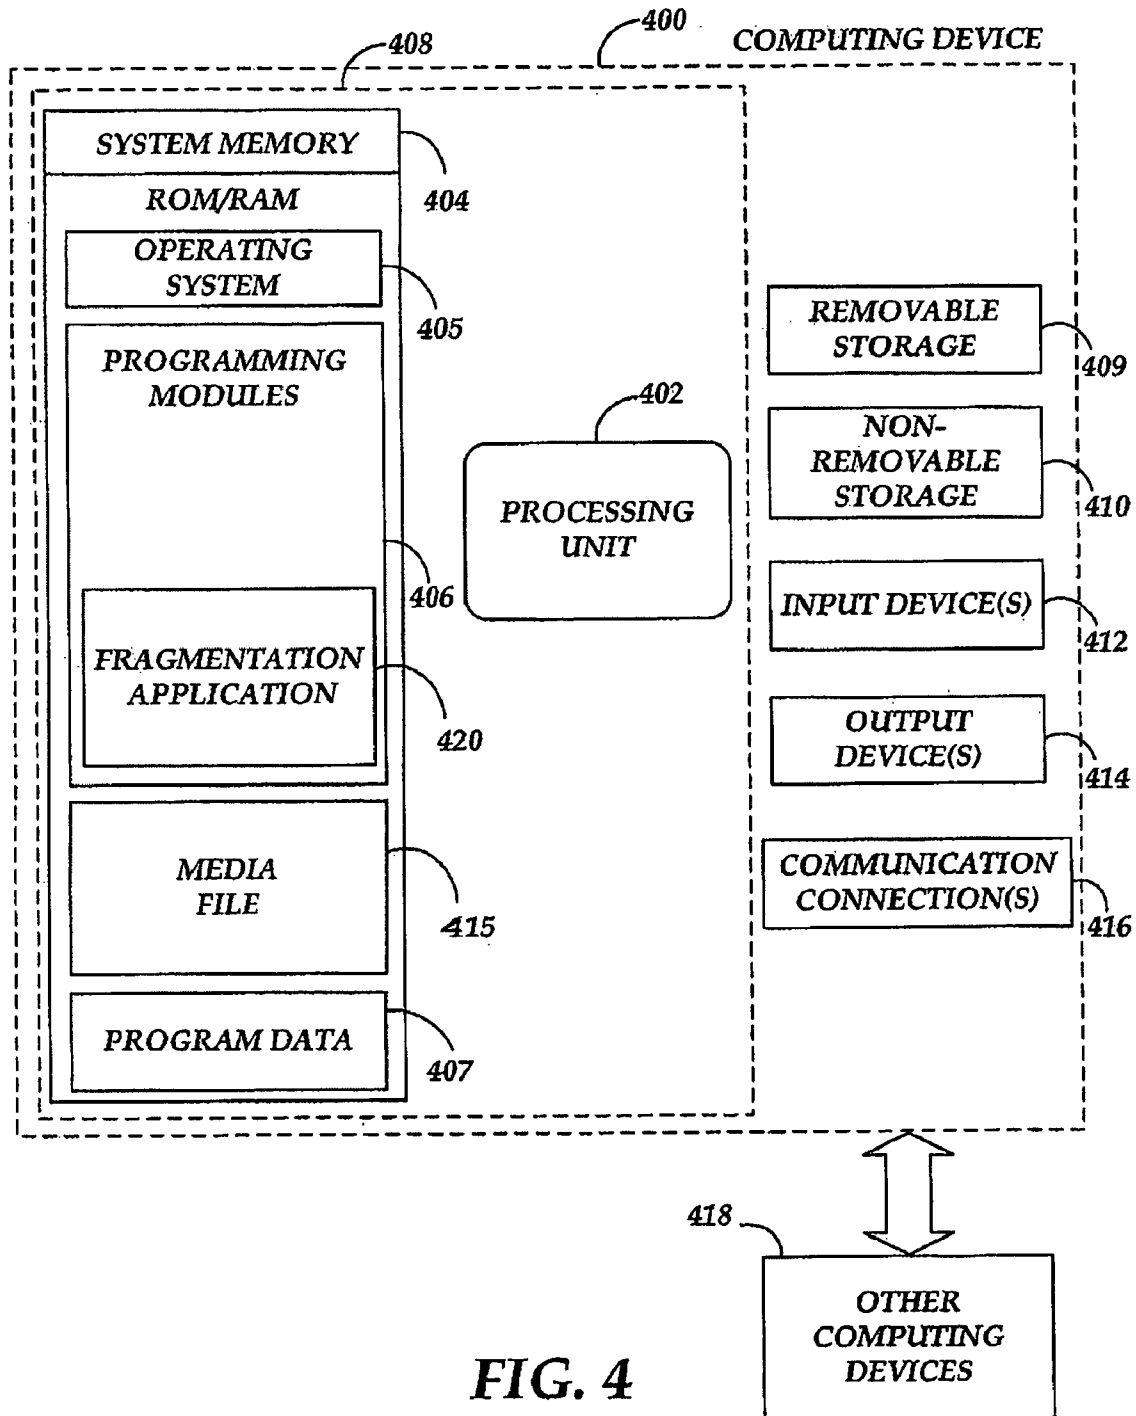 400
COMPUTING DEVICE
408
SYSTEM MEMORY
404
ROM/RAM
OPERATING
SYSTEM
405
PROGRAMMING
MODULES
406
FRAGMENTATION
APPLICATION
420
MEDIA
FILE
415
PROGRAM DATA
407
402
PROCESSING
UNIT
REMOVABLE
STORAGE
409
NON-
REMOVABLE
STORAGE
410
INPUT DEVICE(S)
412
OUTPUT
DEVICE(S)
414
COMMUNICATION
CONNECTION(S)
416
418
OTHER
COMPUTING
DEVICES
FIG. 4